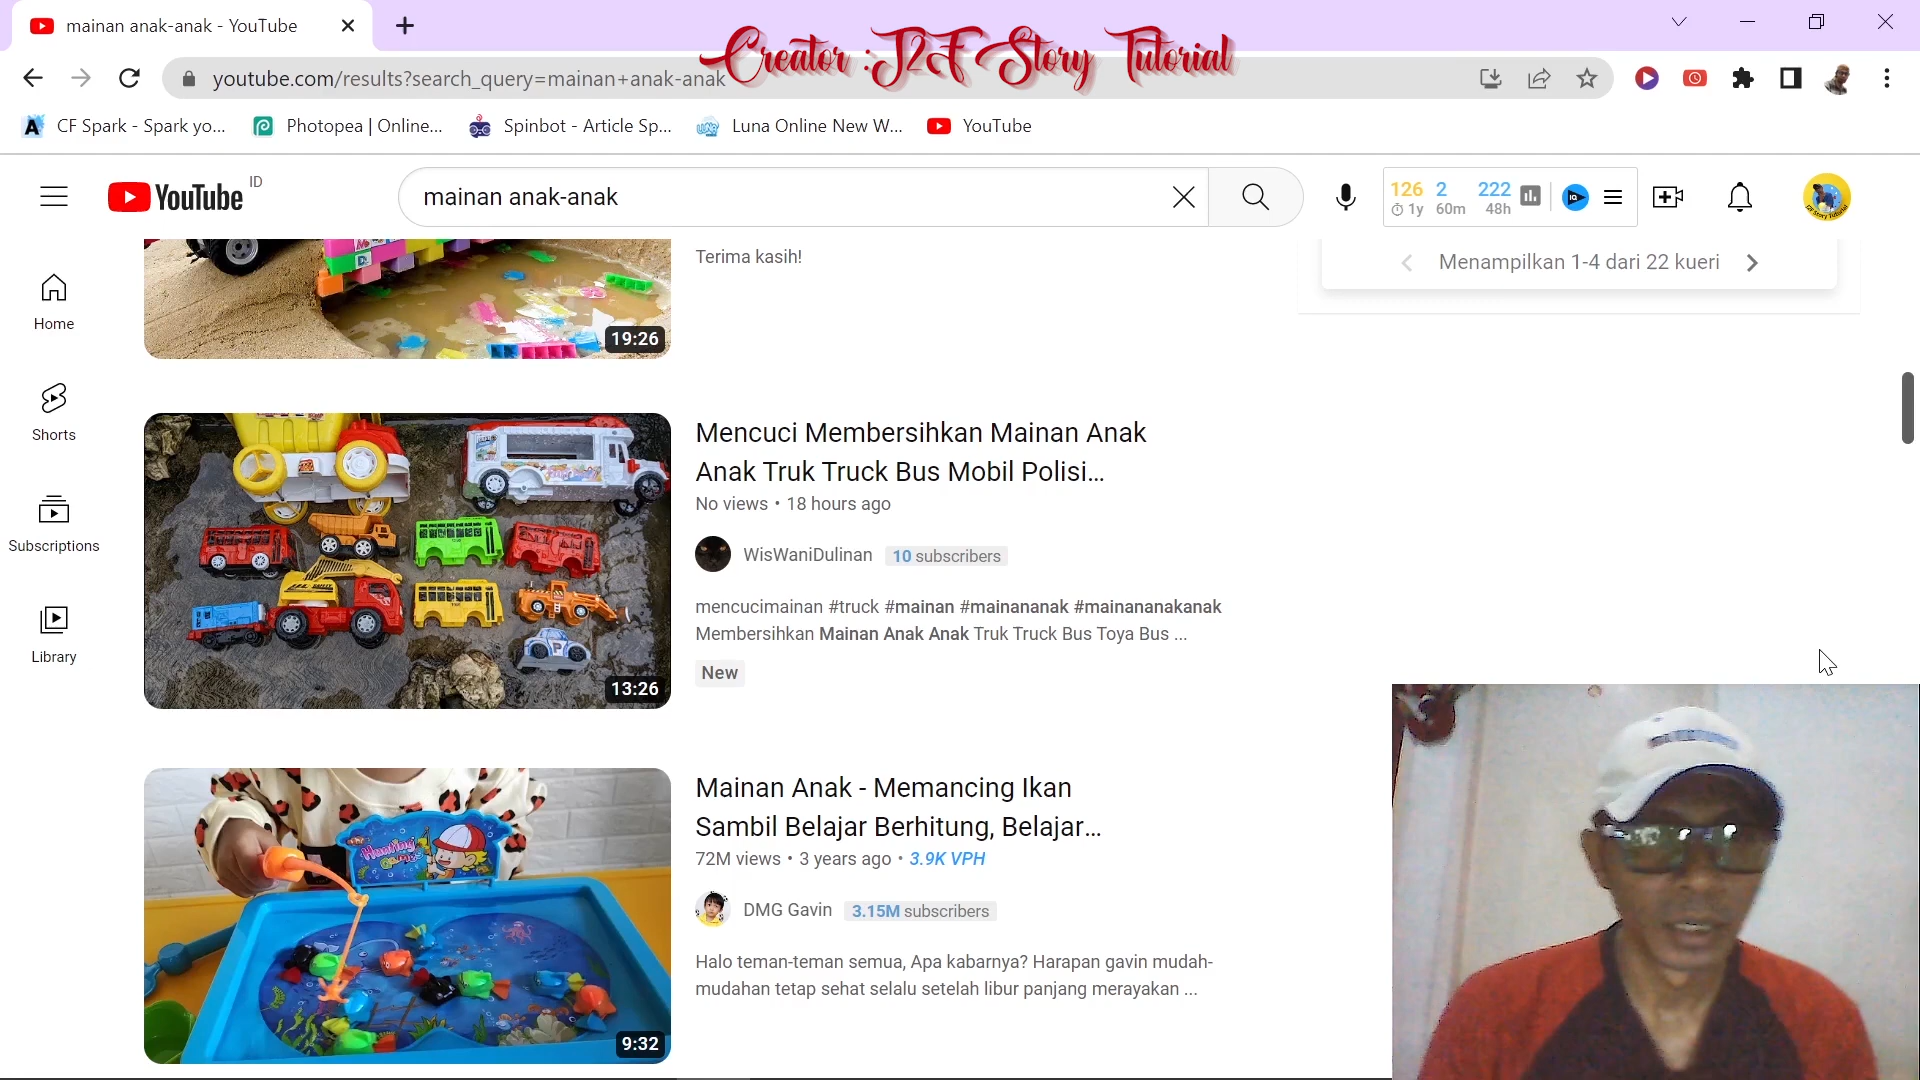 mainan anak-anak - YouTube
Creator :J2F Story Tutorial
youtube.com/results?search_query=mainan+anak-anak
CF Spark - Spark yo...
Photopea | Online...
Spinbot - Article Sp...
Luna Online New W...
YouTube
YouTube ID
mainan anak-anak
126 2 222
1y 60m 48h
Terima kasih!
Menampilkan 1-4 dari 22 kueri
Home
Shorts
Subscriptions
Library
19:26
13:26
Mencuci Membersihkan Mainan Anak
Anak Truk Truck Bus Mobil Polisi...
No views • 18 hours ago
WisWaniDulinan 10 subscribers
mencucimainan #truck #mainan #mainananak #mainananakanak
Membersihkan Mainan Anak Anak Truk Truck Bus Toya Bus ...
New
Hunting
Game
9:32
Mainan Anak - Memancing Ikan
Sambil Belajar Berhitung, Belajar...
72M views • 3 years ago • 3.9K VPH
DMG Gavin 3.15M subscribers
Halo teman-teman semua, Apa kabarnya? Harapan gavin mudah-
mudahan tetap sehat selalu setelah libur panjang merayakan ...